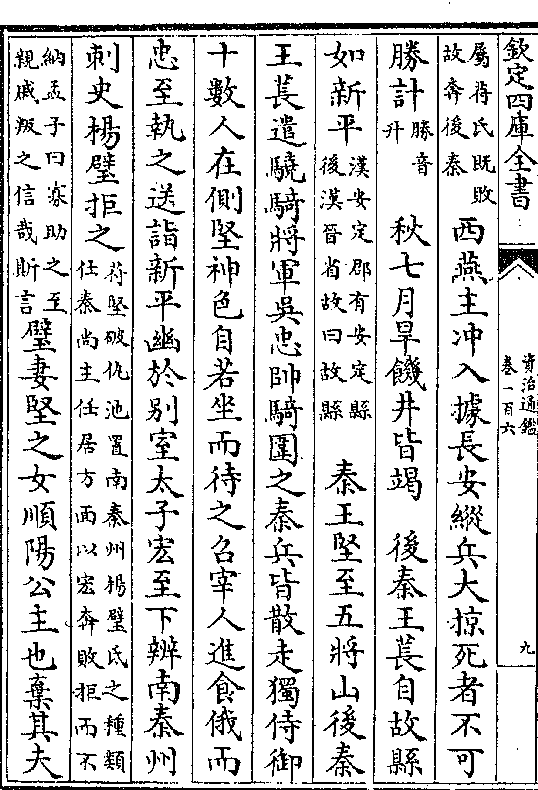 欽定四庫全書
資治通鑑
卷一百六
九
屬苻氏既敗
故奔後秦
西燕主冲入據長安縱兵大掠死者不可
勝計
勝音
升
秋七月旱饑井皆竭 後秦王萇自故縣
如新平
漢安定郡有安定縣
後漢晉省故曰故縣
秦王堅至五將山後秦
王萇遣驍騎將軍吳忠帥騎圍之秦兵皆散走獨侍御
十數人在側堅神色自若坐而待之召宰人進食俄而
忠至執之送詣新平幽於別室太子宏至下辨南秦州
刺史楊璧拒之
苻堅破仇池置南秦州楊璧氐之種類
仕秦尚主任居方面以宏奔敗拒而不
納孟子曰寡助之至
親戚叛之信哉斯言
璧妻堅之女順陽公主也棄其夫